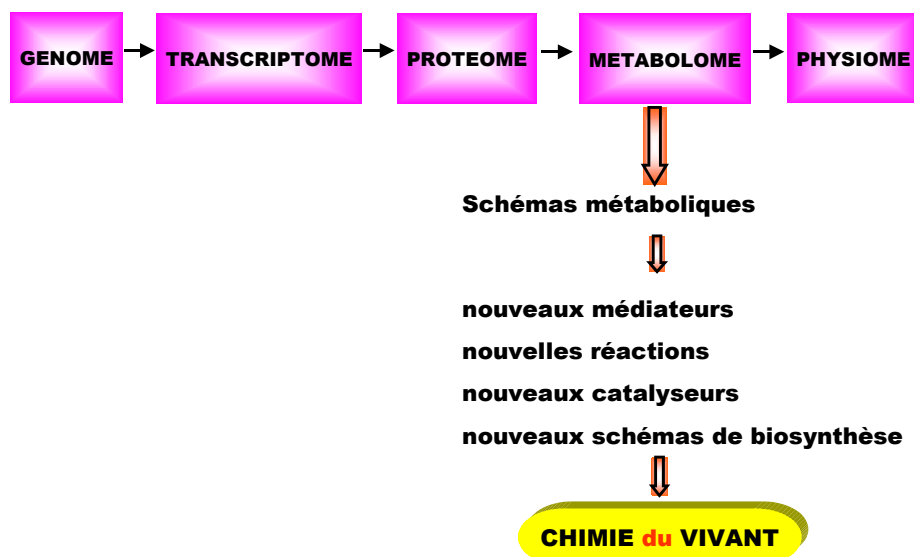 GENOME TRANSCRIPTOME PROTEOME METABOLOME PHYSIOME
Schémas métaboliques
nouveaux médiateurs
nouvelles réactions
nouveaux catalyseurs
nouveaux schémas de biosynthèse
CHIMIE du VIVANT